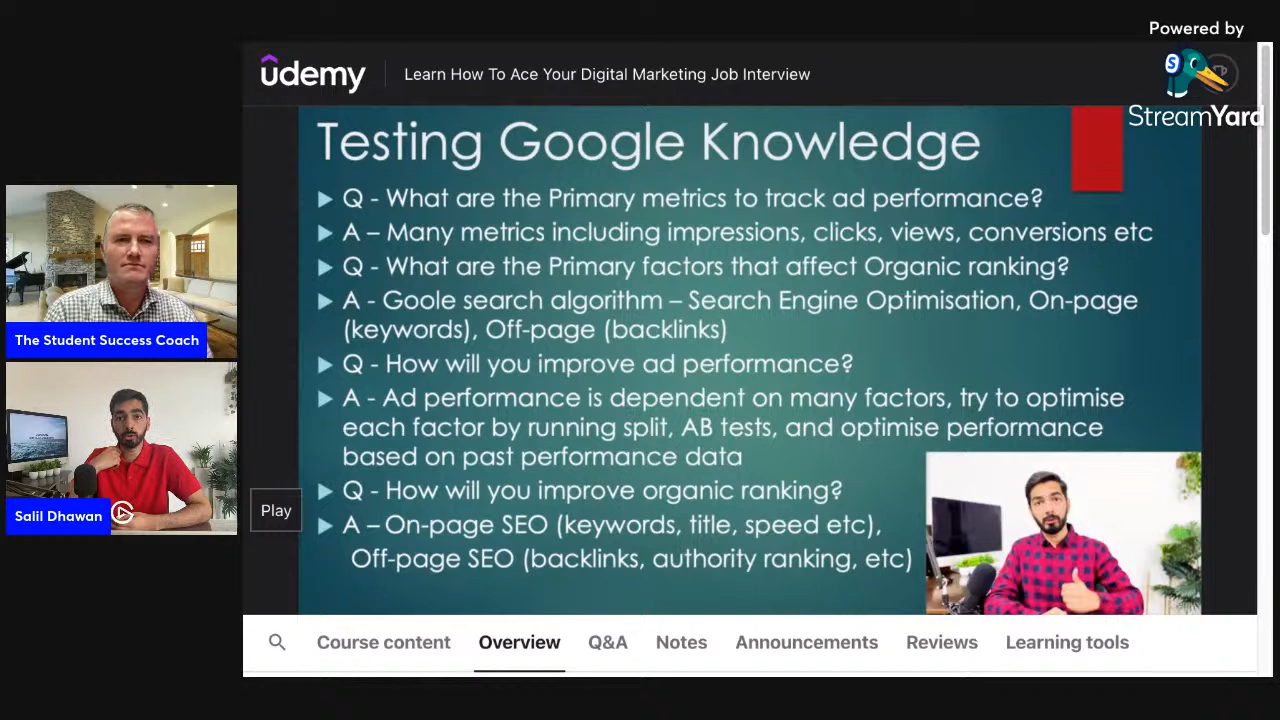 Powered by
StreamYard
S
udemy
Learn How To Ace Your Digital Marketing Job Interview
Testing Google Knowledge
Q - What are the Primary metrics to track ad performance?
A – Many metrics including impressions, clicks, views, conversions etc
Q - What are the Primary factors that affect Organic ranking?
A - Goole search algorithm – Search Engine Optimisation, On-page
(keywords), Off-page (backlinks)
Q - How will you improve ad performance?
A - Ad performance is dependent on many factors, try to optimise
each factor by running split, AB tests, and optimise performance
based on past performance data
Q - How will you improve organic ranking?
A – On-page SEO (keywords, title, speed etc),
Off-page SEO (backlinks, authority ranking, etc)
The Student Success Coach
Salil Dhawan
Play
Course content
Overview
Q&A
Notes
Announcements
Reviews
Learning tools